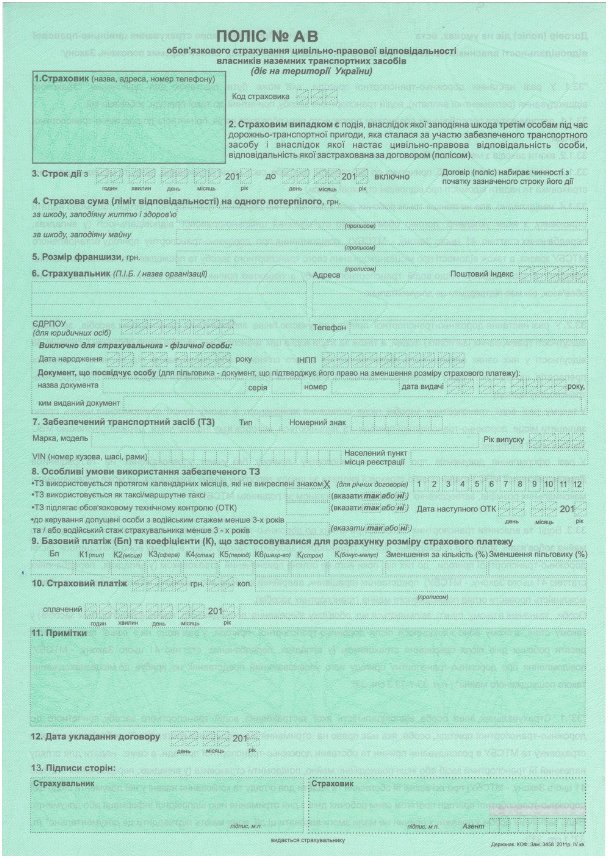 ПОЛІС № АВ
обов'язкового страхування цивільно-правової відповідальності
власників наземних транспортних засобів
(діє на території України)
1.Страховик (назва, адреса, номер телефону)
Код страховика
2. Страховим випадком є подія, внаслідок якої заподіяна шкода третім особам під час
дорожньо-транспортної пригоди, яка сталася за участю забезпеченого транспортного
засобу і внаслідок якої настає цивільно-правова відповідальність особи,
відповідальність якої застрахована за договором (полісом).
3. Строк дії з 201 до 201 включно
Договір (поліс) набирає чинності з
початку зазначеного строку його дії
годин хвилин день місяць рік день місяць рік
4. Страхова сума (ліміт відповідальності) на одного потерпілого, грн.
за шкоду, заподіяну життю і здоров'ю
(прописом)
за шкоду, заподіяну майну
(прописом)
5. Розмір франшизи, грн.
(прописом)
6. Страхувальник (П.І.Б. / назва організації) Адреса Поштовий індекс
ЄДРПОУ
(для юридичних осіб)
Телефон
Виключно для страхувальника - фізичної особи:
Дата народження року ІНПП
Документ, що посвідчує особу (для пільговика - документ, що підтверджує його право на зменшення розміру страхового платежу):
назва документа серія номер дата видачі року,
ким виданий документ
7. Забезпечений транспортний засіб (ТЗ) Тип Номерний знак
Марка, модель Рік випуску
VIN (номер кузова, шасі, рами) Населений пункт
місця реєстрації
8. Особливі умови використання забезпеченого ТЗ
•ТЗ використовується протягом календарних місяців, які не викреслені знаком X (для річних договорів) 1 2 3 4 5 6 7 8 9 10 11 12
•ТЗ використовується як таксі/маршрутне таксі (вказати так або ні)
•ТЗ підлягає обов'язковому технічному контролю (ОТК) (вказати так або ні) Дата наступного ОТК 201
день місяць рік
•до керування допущені особи з водійським стажем менше 3-х років
та / або водійський стаж страхувальника менше 3 - х років (вказати так або ні)
9. Базовий платіж (Бп) та коефіцієнти (К), що застосовувалися для розрахунку розміру страхового платежу
Бп К1(тип) К2(місце) К3(сфера) К4(стаж) К5(період) К6(шахр-во) К(строк) К(бонус-малус) Зменшення за кількість (%) Зменшення пільговику (%)
10. Страховий платіж грн. коп.
(прописом)
сплачений 201
годин хвилин день місяць рік
11. Примітки
12. Дата укладання договору 201
день місяць рік
13. Підписи сторін:
Страхувальник Страховик
підпис, м.п. підпис, м.п. Агент
видається страхувальнику
Держзнак. КОФ. Зам. 3458 2011р. IV кв.